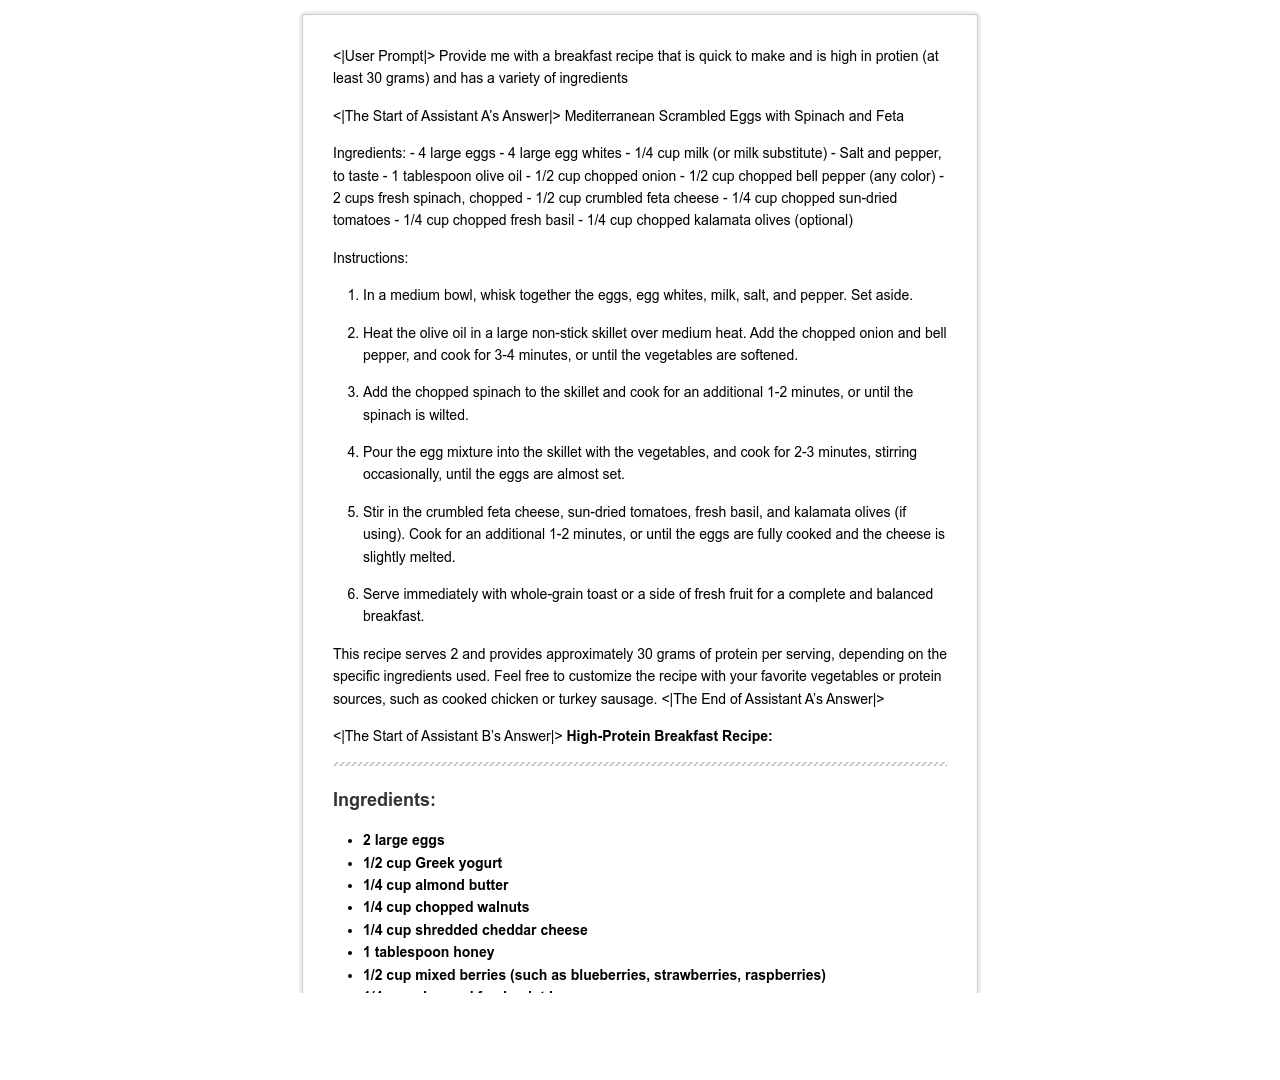 <|User Prompt|> Provide me with a breakfast recipe that is quick to make and is high in protien (at
least 30 grams) and has a variety of ingredients
<|The Start of Assistant A’s Answer|> Mediterranean Scrambled Eggs with Spinach and Feta
Ingredients: - 4 large eggs - 4 large egg whites - 1/4 cup milk (or milk substitute) - Salt and pepper,
to taste - 1 tablespoon olive oil - 1/2 cup chopped onion - 1/2 cup chopped bell pepper (any color) -
2 cups fresh spinach, chopped - 1/2 cup crumbled feta cheese - 1/4 cup chopped sun-dried
tomatoes - 1/4 cup chopped fresh basil - 1/4 cup chopped kalamata olives (optional)
Instructions:
1. In a medium bowl, whisk together the eggs, egg whites, milk, salt, and pepper. Set aside.
2. Heat the olive oil in a large non-stick skillet over medium heat. Add the chopped onion and bell
pepper, and cook for 3-4 minutes, or until the vegetables are softened.
3. Add the chopped spinach to the skillet and cook for an additional 1-2 minutes, or until the
spinach is wilted.
4. Pour the egg mixture into the skillet with the vegetables, and cook for 2-3 minutes, stirring
occasionally, until the eggs are almost set.
5. Stir in the crumbled feta cheese, sun-dried tomatoes, fresh basil, and kalamata olives (if
using). Cook for an additional 1-2 minutes, or until the eggs are fully cooked and the cheese is
slightly melted.
6. Serve immediately with whole-grain toast or a side of fresh fruit for a complete and balanced
breakfast.
This recipe serves 2 and provides approximately 30 grams of protein per serving, depending on the
specific ingredients used. Feel free to customize the recipe with your favorite vegetables or protein
sources, such as cooked chicken or turkey sausage. <|The End of Assistant A’s Answer|>
<|The Start of Assistant B’s Answer|> High-Protein Breakfast Recipe:
Ingredients:
• 2 large eggs
• 1/2 cup Greek yogurt
• 1/4 cup almond butter
• 1/4 cup chopped walnuts
• 1/4 cup shredded cheddar cheese
• 1 tablespoon honey
• 1/2 cup mixed berries (such as blueberries, strawberries, raspberries)